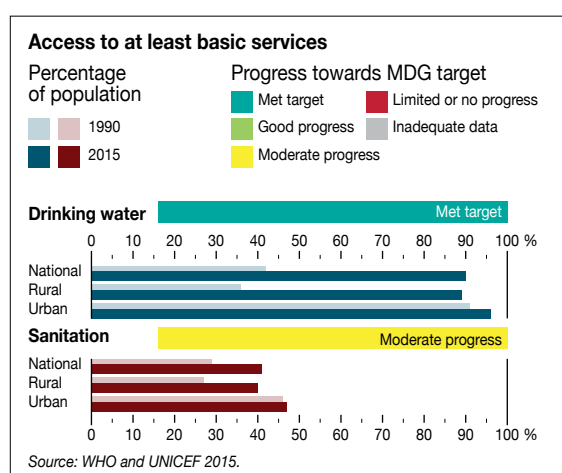 Access to at least basic services
Percentage
of population
1990
2015
Progress towards MDG target
Met target
Good progress
Moderate progress
Limited or no progress
Inadequate data
Drinking water
Met target
0 10 20 30 40 50 60 70 80 90 100 %
National
Rural
Urban
Sanitation
Moderate progress
National
Rural
Urban
0 10 20 30 40 50 60 70 80 90 100 %
Source: WHO and UNICEF 2015.